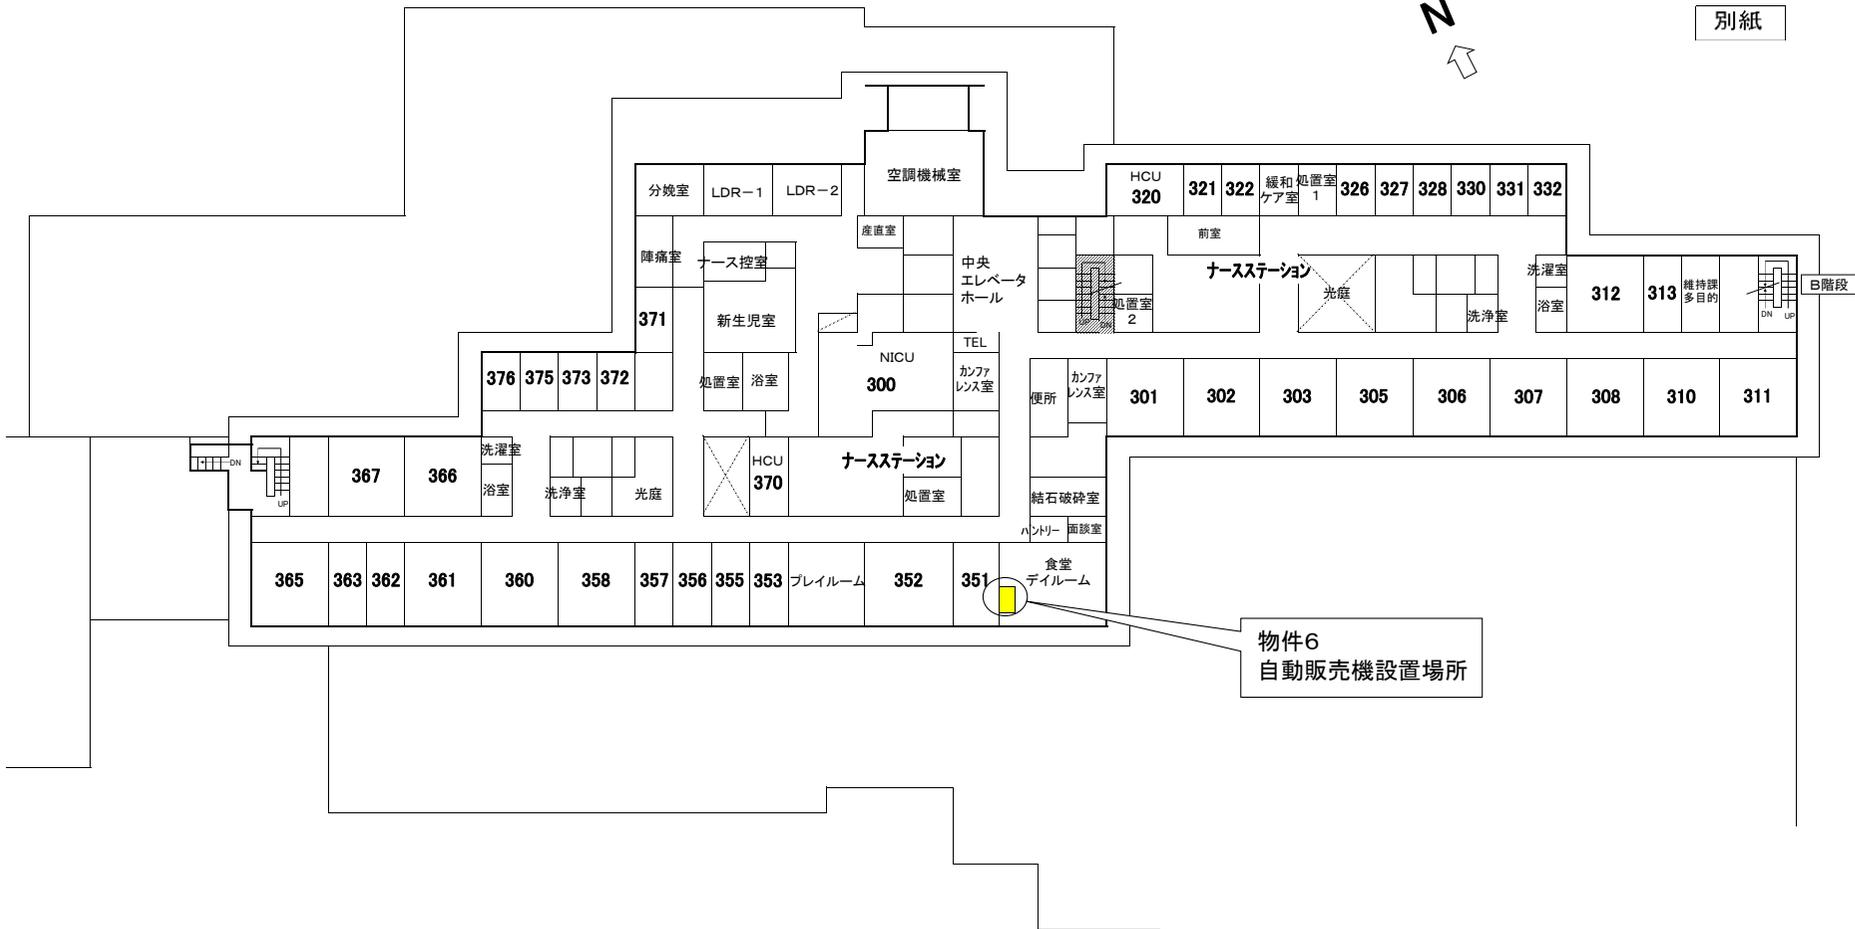 N
別紙
空調機械室
分娩室
LDR－1
LDR－2
HCU
320
321
322
緩和
ケア室
処置室
1
326
327
328
330
331
332
産直室
前室
陣痛室
ナース控室
中央
エレベータ
ホール
ナースステーション
光庭
洗濯室
浴室
312
313
維持課
多目的
B階段
DN
UP
UP
DN
処置室
2
洗浄室
371
新生児室
NICU
300
TEL
カンファ
レンス室
376
375
373
372
処置室
浴室
便所
カンファ
レンス室
301
302
303
305
306
307
308
310
311
DN
UP
367
366
洗濯室
浴室
洗浄室
光庭
HCU
370
ナースステーション
処置室
結石破砕室
パントリー
面談室
365
363
362
361
360
358
357
356
355
353
プレイルーム
352
351
食堂
デイルーム
物件6
自動販売機設置場所